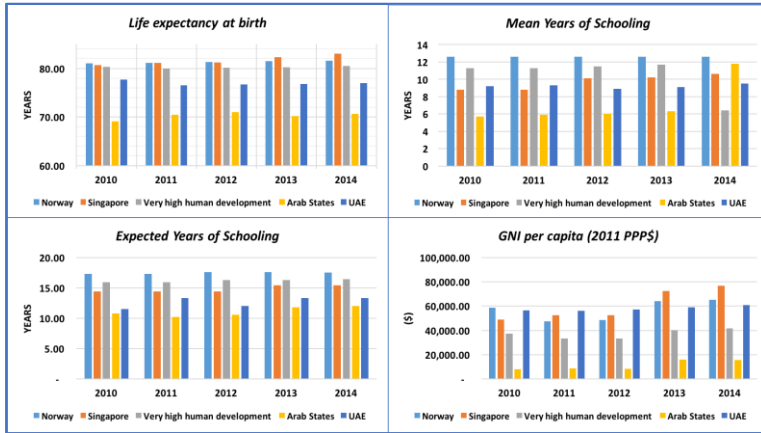 Life expectancy at birth
YEARS
80.00
70.00
60.00
2010 2011 2012 2013 2014
Norway Singapore Very high human development Arab States UAE
Mean Years of Schooling
YEARS
14
12
10
8
6
4
2
0
2010 2011 2012 2013 2014
Norway Singapore Very high human development Arab States UAE
Expected Years of Schooling
YEARS
20.00
15.00
10.00
5.00
-
2010 2011 2012 2013 2014
Norway Singapore Very high human development Arab States UAE
GNI per capita (2011 PPP$)
($)
100,000.00
80,000.00
60,000.00
40,000.00
20,000.00
-
2010 2011 2012 2013 2014
Norway Singapore Very high human development Arab States UAE